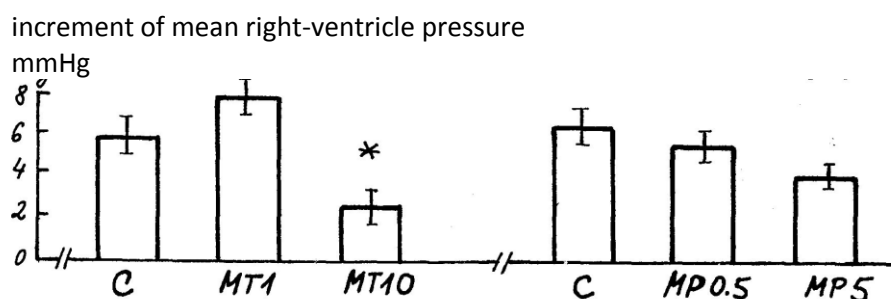 increment of mean right-ventricle pressure
mmHg
8
6
4
2
0
*
C MT1 MT10 C MP0.5 MP5